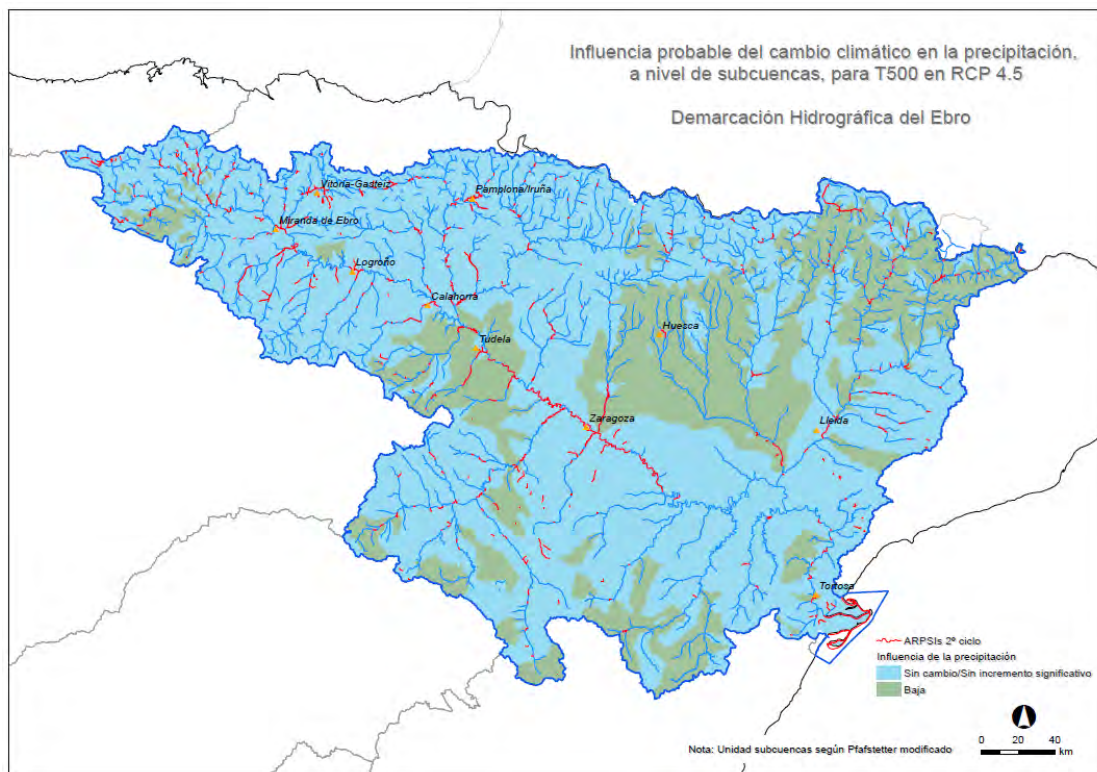 Influencia probable del cambio climático en la precipitación,
a nivel de subcuencas, para T500 en RCP 4.5
Demarcación Hidrográfica del Ebro
Vitoria-Gasteiz
Pamplona/Iruña
Miranda de Ebro
Logroño
Calahorra
Huesca
Tudela
Zaragoza
Lleida
Tortosa
ARPSIs 2º ciclo
Influencia de la precipitación
Sin cambio/Sin incremento significativo
Baja
Nota: Unidad subcuencas según Pfafstetter modificado
0 20 40
km